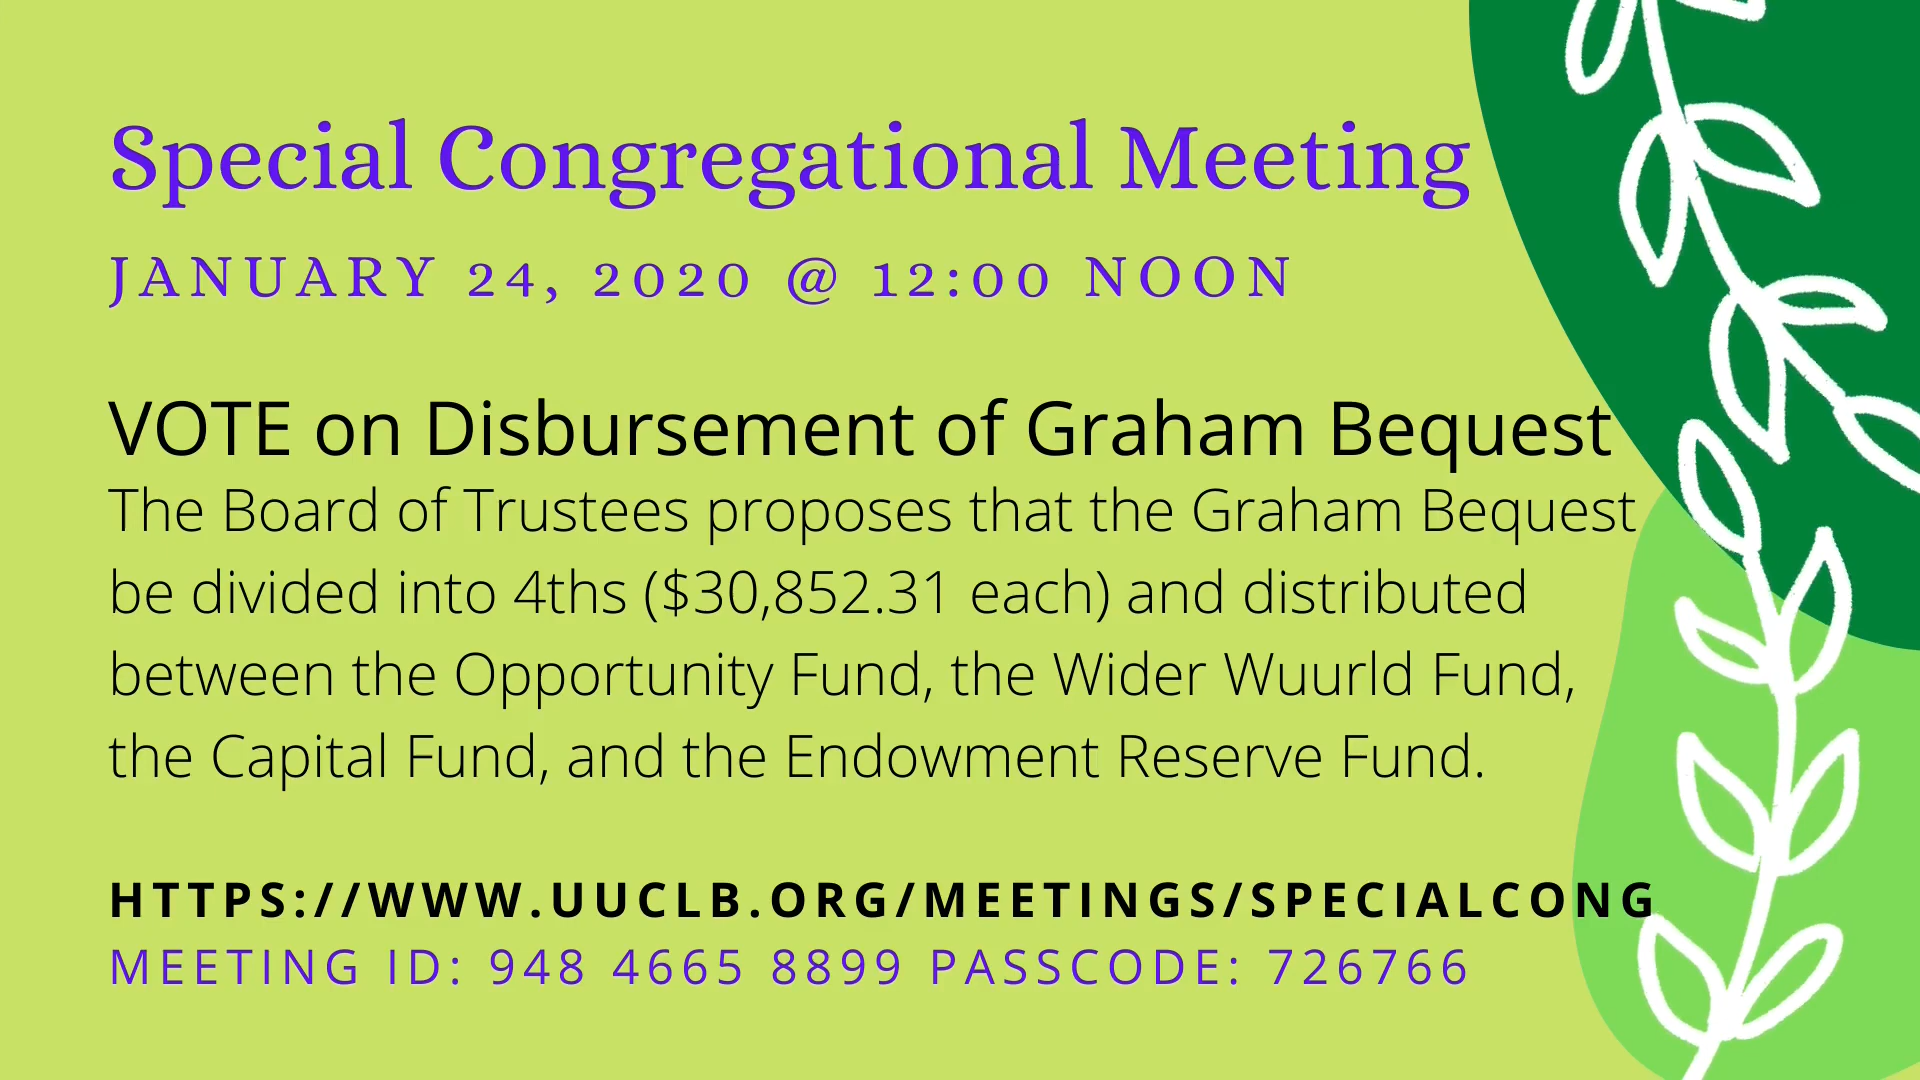 Special Congregational Meeting
JANUARY 24, 2020 @ 12:00 NOON
VOTE on Disbursement of Graham Bequest
The Board of Trustees proposes that the Graham Bequest
be divided into 4ths ($30,852.31 each) and distributed
between the Opportunity Fund, the Wider Wuurld Fund,
the Capital Fund, and the Endowment Reserve Fund.
HTTPS://WWW.UUCLB.ORG/MEETINGS/SPECIALCONG
MEETING ID: 948 4665 8899 PASSCODE: 726766